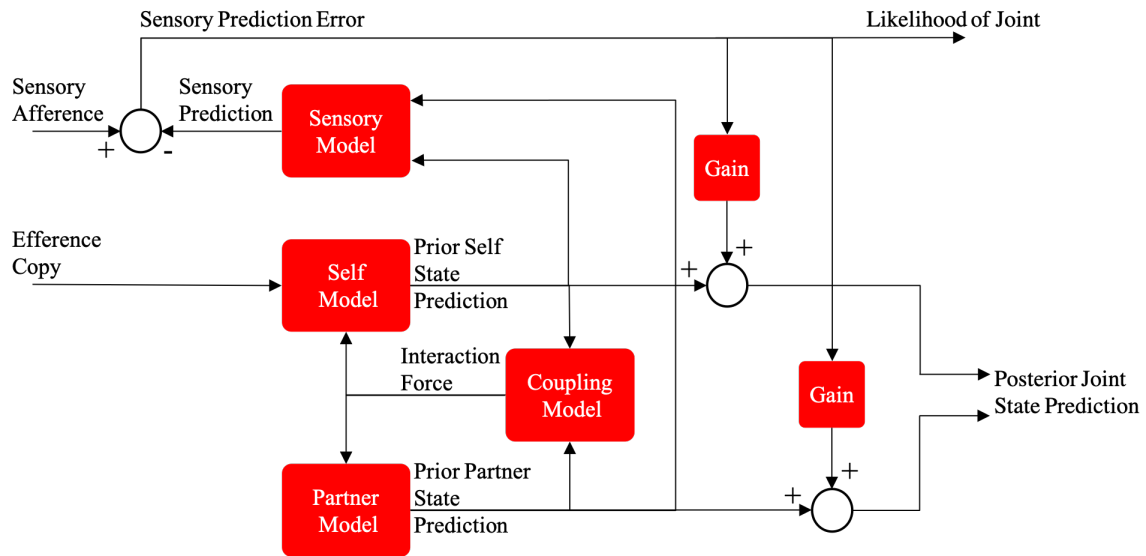 Sensory Prediction Error
Likelihood of Joint
Sensory
Afference
Sensory
Prediction
Sensory
Model
+
-
Gain
Efference
Copy
Self
Model
Prior Self
State
Prediction
+
+
Interaction
Force
Coupling
Model
Gain
Posterior Joint
State Prediction
Partner
Model
Prior Partner
State
Prediction
+
+